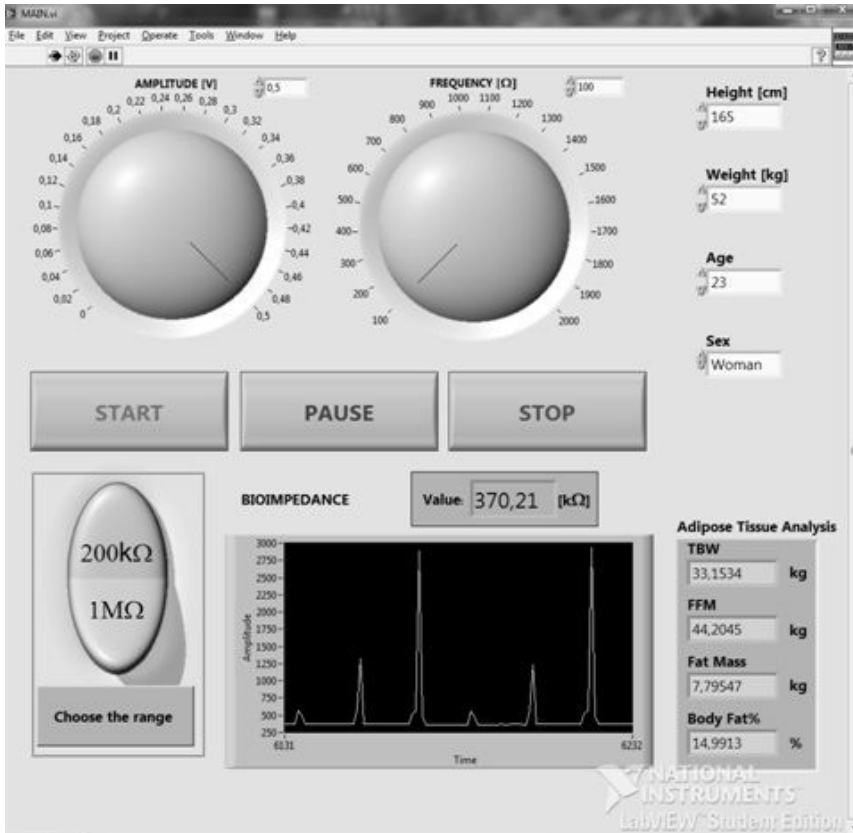 MAIN.vi
File Edit View Project Operate Tools Window Help
?
AMPLITUDE [V]
0,5
0
0,02
0,04
0,06
0,08
0,1
0,12
0,14
0,16
0,18
0,2
0,22
0,24
0,26
0,28
0,3
0,32
0,34
0,36
0,38
0,4
0,42
0,44
0,46
0,48
0,5
FREQUENCY [Ω]
100
100
200
300
400
500
600
700
800
900
1000
1100
1200
1300
1400
1500
1600
1700
1800
1900
2000
Height [cm]
165
Weight [kg]
52
Age
23
Sex
Woman
START PAUSE STOP
200kΩ
1MΩ
Choose the range
BIOIMPEDANCE
Value: 370,21 [kΩ]
Amplitude
3000
2750
2500
2250
2000
1750
1500
1250
1000
750
500
250
6131 6232
Time
Adipose Tissue Analysis
TBW
33,1534 kg
FFM
44,2045 kg
Fat Mass
7,79547 kg
Body Fat%
14,9913 %
NATIONAL
INSTRUMENTS
LabVIEW Student Edition